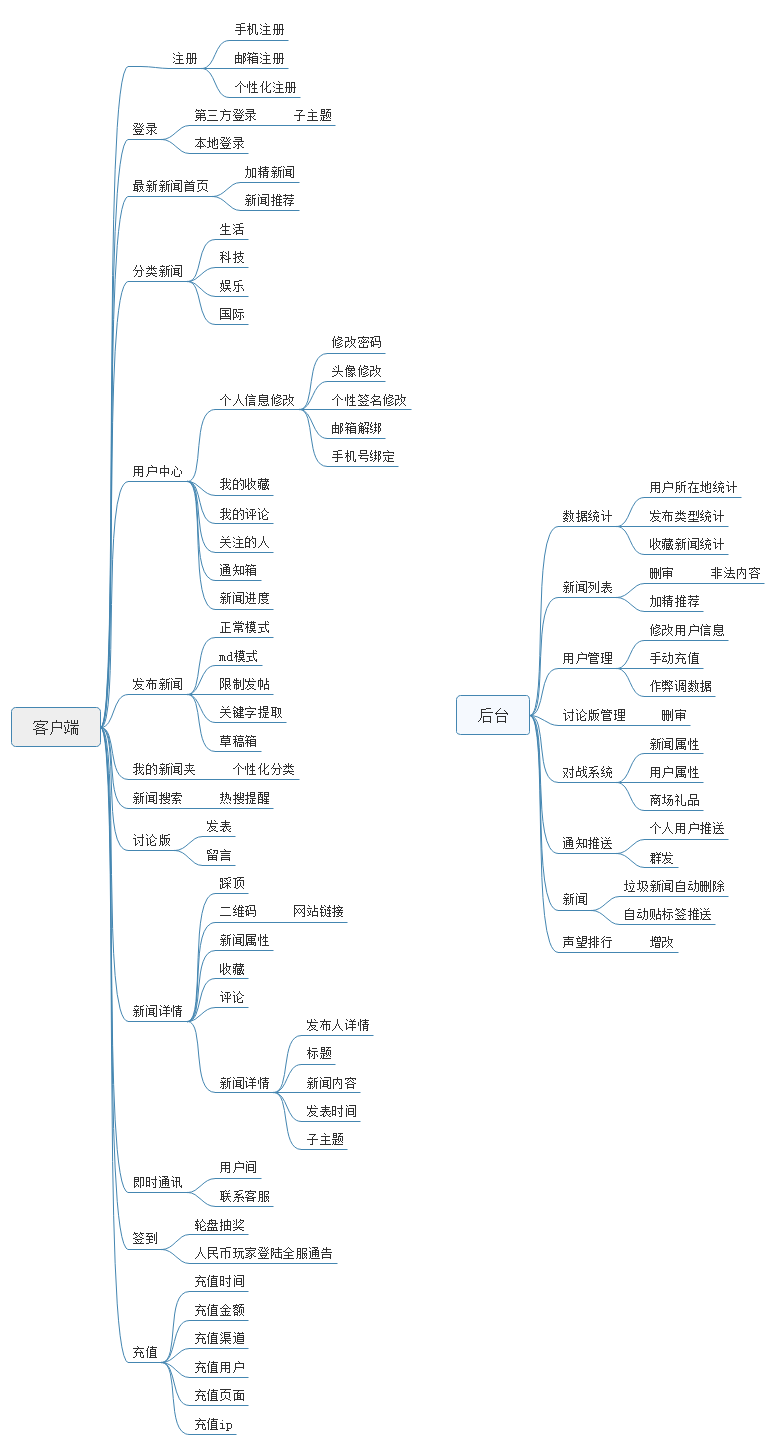 客户端
注册
手机注册
邮箱注册
个性化注册
登录
第三方登录
子主题
本地登录
最新新闻首页
加精新闻
新闻推荐
分类新闻
生活
科技
娱乐
国际
用户中心
个人信息修改
修改密码
头像修改
个性签名修改
邮箱解绑
手机号绑定
我的收藏
我的评论
关注的人
通知箱
新闻进度
发布新闻
正常模式
md模式
限制发帖
关键字提取
草稿箱
我的新闻夹
个性化分类
新闻搜索
热搜提醒
讨论版
发表
留言
新闻详情
踩顶
二维码
网站链接
新闻属性
收藏
评论
新闻详情
发布人详情
标题
新闻内容
发表时间
子主题
即时通讯
用户间
联系客服
签到
轮盘抽奖
人民币玩家登陆全服通告
充值
充值时间
充值金额
充值渠道
充值用户
充值页面
充值ip
后台
数据统计
用户所在地统计
发布类型统计
收藏新闻统计
新闻列表
删审
非法内容
加精推荐
用户管理
修改用户信息
手动充值
作弊调数据
讨论版管理
删审
对战系统
新闻属性
用户属性
商场礼品
通知推送
个人用户推送
群发
新闻
垃圾新闻自动删除
自动贴标签推送
声望排行
增改